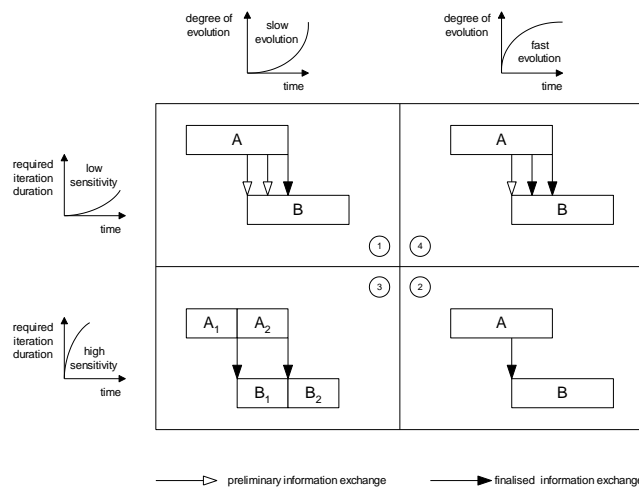 degree of
evolution
slow
evolution
time
degree of
evolution
fast
evolution
time
required
iteration
duration
low
sensitivity
time
A
B
1
A
B
4
required
iteration
duration
high
sensitivity
time
3
A1 A2
B1 B2
2
A
B
preliminary information exchange
finalised information exchange